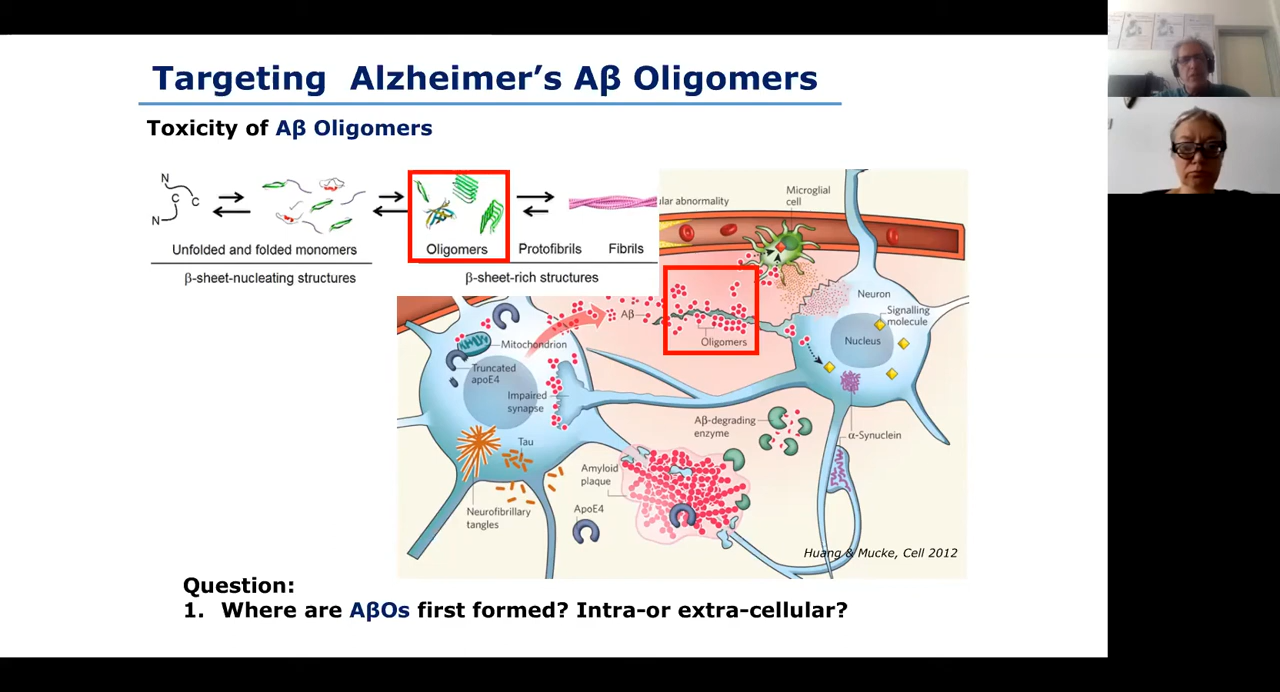 Targeting  Alzheimer's Aβ Oligomers
Toxicity of Aβ Oligomers
N
C
C
N
Unfolded and folded monomers
Oligomers
Protofibrils
Fibrils
β-sheet-nucleating structures
β-sheet-rich structures
ular abnormality
Microglial
cell
Neuron
Signalling
molecule
Nucleus
Aβ
Oligomers
Mitochondrion
Truncated
apoE4
Impaired
synapse
Aβ-degrading
enzyme
α-Synuclein
Tau
Amyloid
plaque
ApoE4
Neurofibrillary
tangles
Huang & Mucke, Cell 2012
Question:
1. Where are AβOs first formed? Intra-or extra-cellular?